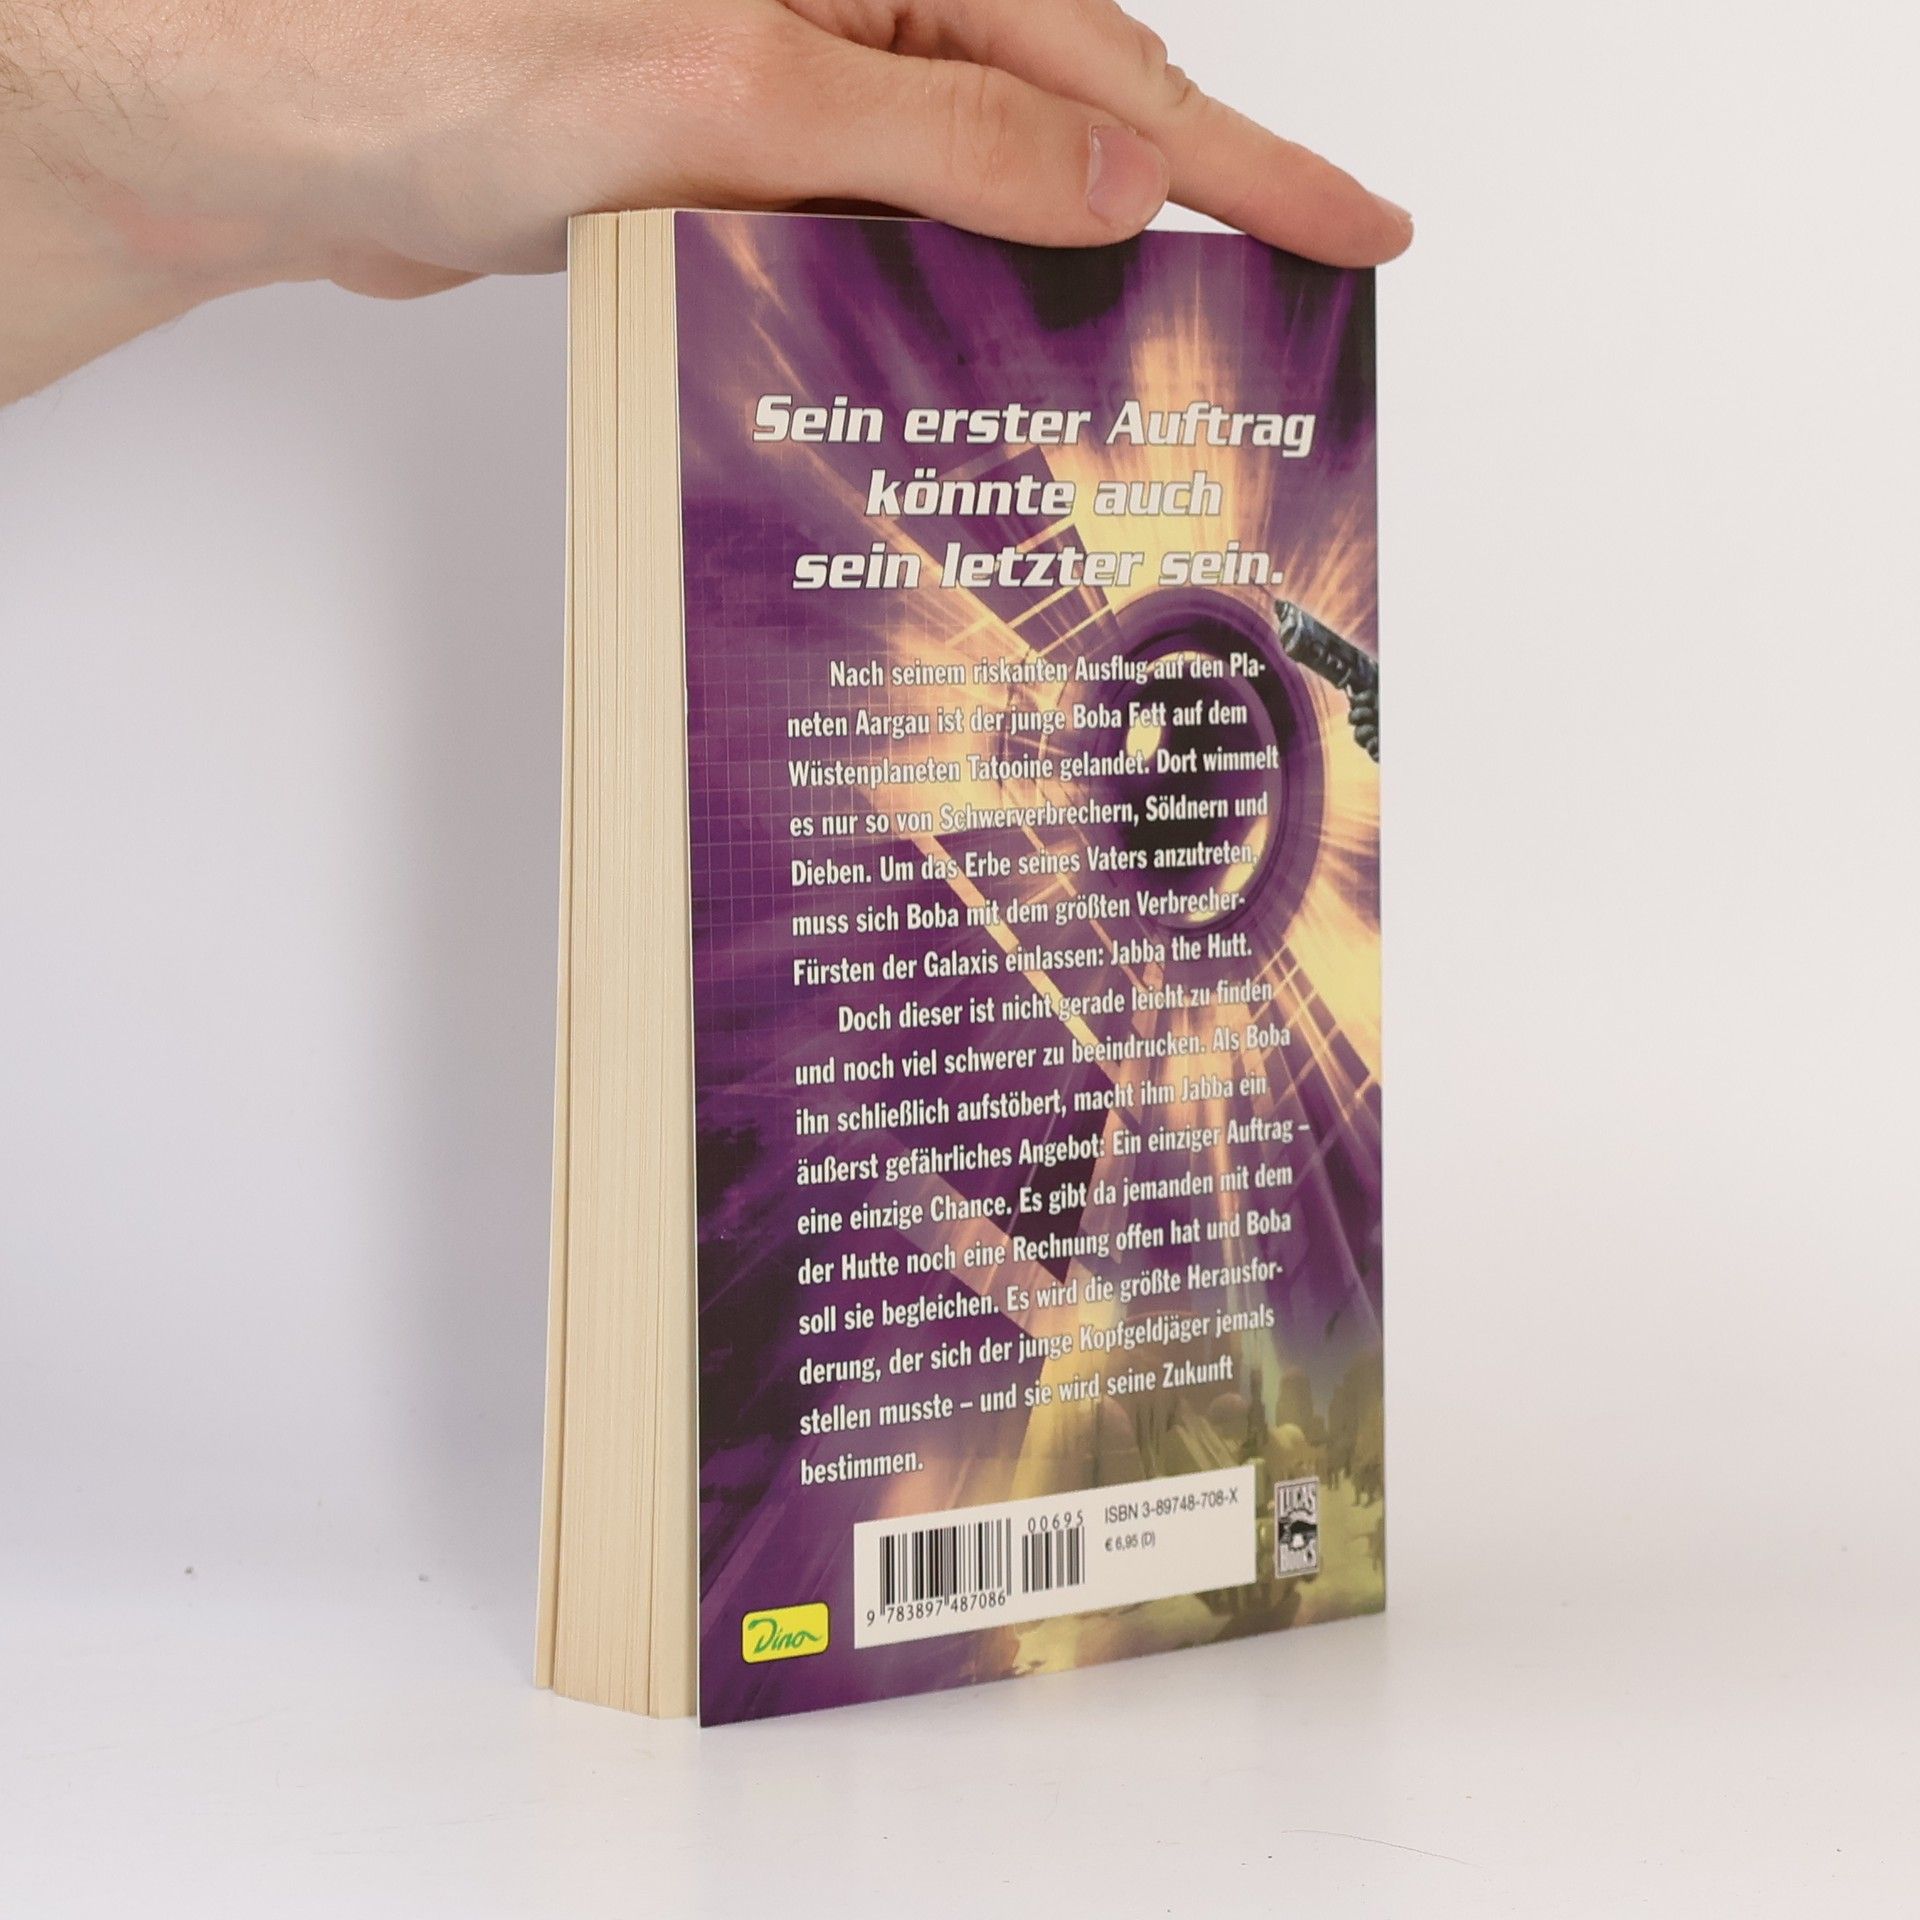 Sein erster Auftrag
könnte auch
sein letzter sein.
Nach seinem riskanten Ausflug auf den Pla-
neten Aargau ist der junge Boba Fett auf dem
Wüstenplaneten Tatooine gelandet. Dort wimmelt
es nur so von Schwerverbrechern, Söldnern und
Dieben. Um das Erbe seines Vaters anzutreten,
muss sich Boba mit dem größten Verbrecher-
Fürsten der Galaxis einlassen: Jabba the Hutt.
Doch dieser ist nicht gerade leicht zu finden
und noch viel schwerer zu beeindrucken. Als Boba
ihn schließlich aufstöbert, macht ihm Jabba ein
äußerst gefährliches Angebot: Ein einziger Auftrag –
eine einzige Chance. Es gibt da jemanden mit dem
der Hutte noch eine Rechnung offen hat und Boba
soll sie begleichen. Es wird die größte Herausfor-
derung, der sich der junge Kopfgeldjäger jemals
stellen musste – und sie wird seine Zukunft
bestimmen.
00695
ISBN 3-89748-708-X
€ 6,95 (D)
9 783897 487086
LUCAS
BOOKS
Dino